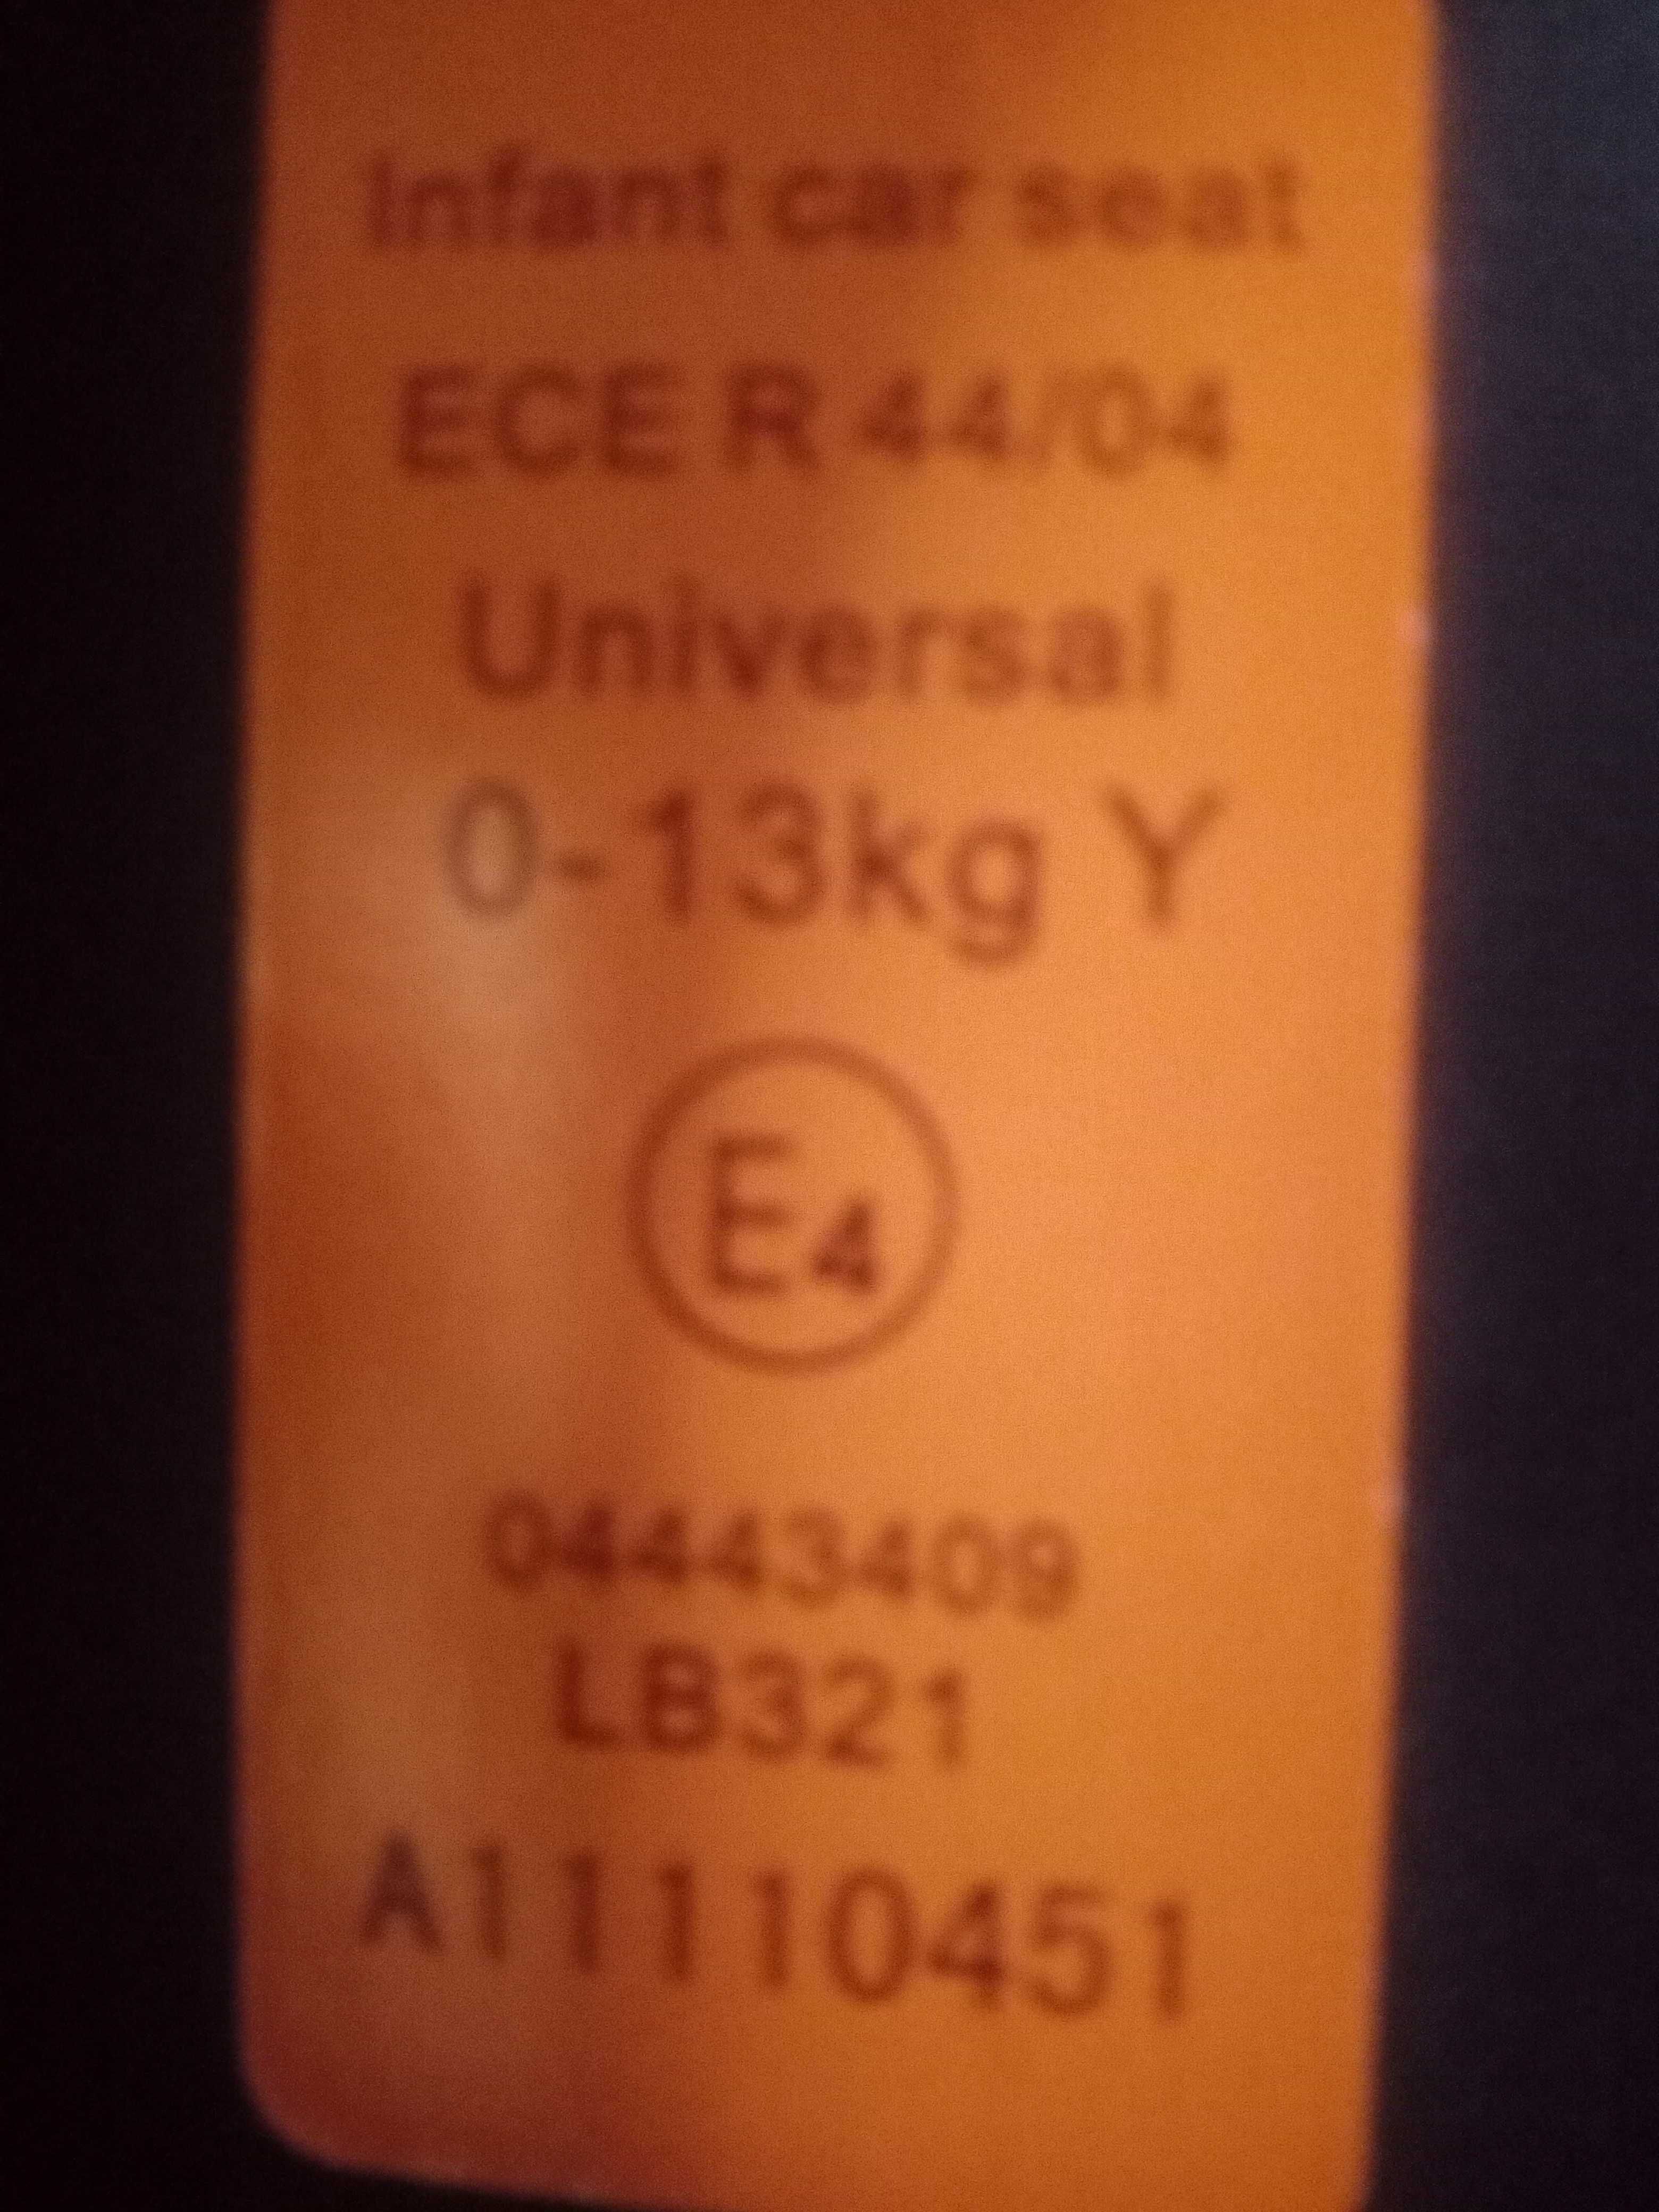 Infant car seat
ECE R 44/04
Universal
0-13kg Y
E4
04443409
LB321
A11110451